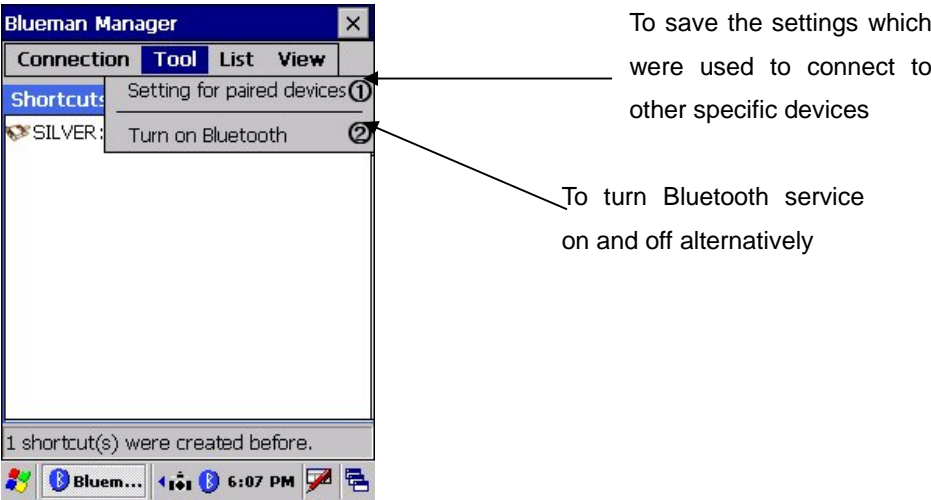 Blueman Manager
Connection Tool List View
Shortcuts
Setting for paired devices①
SILVER:
Turn on Bluetooth ②
1 shortcut(s) were created before.
Bluem... 6:07 PM
To save the settings which
were used to connect to
other specific devices
To turn Bluetooth service
on and off alternatively